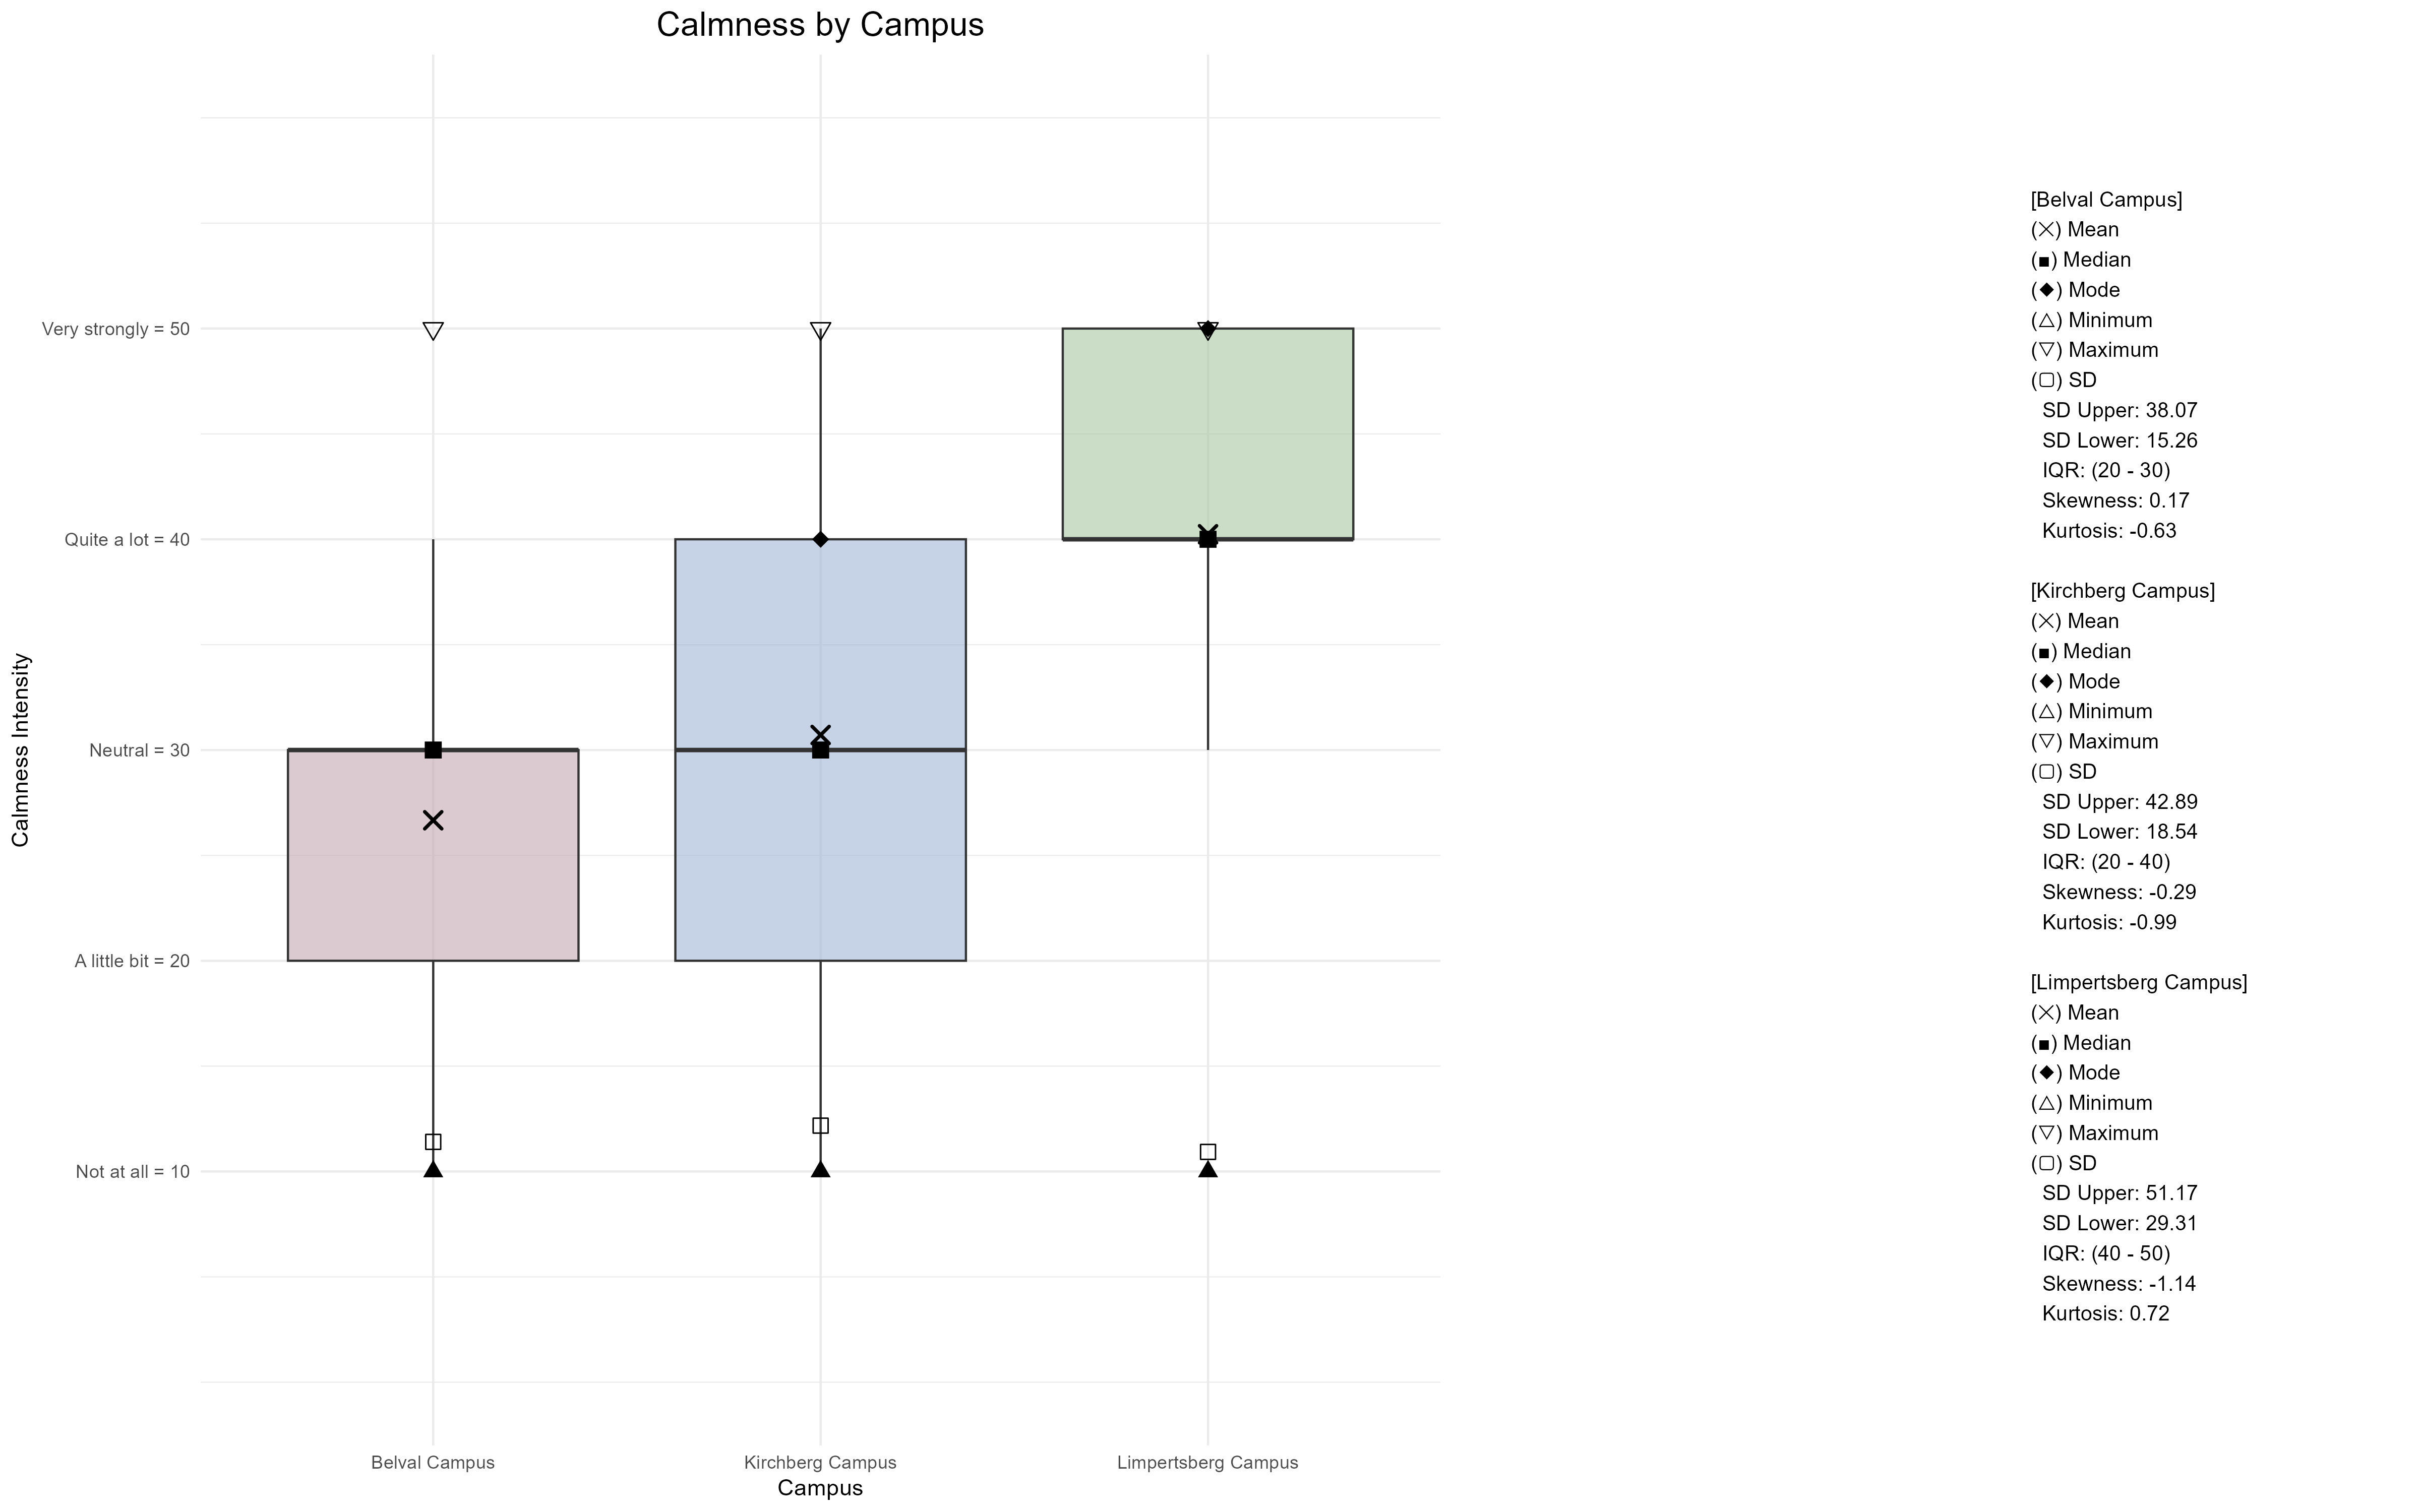 Calmness by Campus
Calmness Intensity
Very strongly = 50
Quite a lot = 40
Neutral = 30
A little bit = 20
Not at all = 10
Belval Campus
Kirchberg Campus
Limpertsberg Campus
Campus
[Belval Campus]
(×) Mean
(■) Median
(◆) Mode
(△) Minimum
(▽) Maximum
(▢) SD
SD Upper: 38.07
SD Lower: 15.26
IQR: (20 - 30)
Skewness: 0.17
Kurtosis: -0.63
[Kirchberg Campus]
(×) Mean
(■) Median
(◆) Mode
(△) Minimum
(▽) Maximum
(▢) SD
SD Upper: 42.89
SD Lower: 18.54
IQR: (20 - 40)
Skewness: -0.29
Kurtosis: -0.99
[Limpertsberg Campus]
(×) Mean
(■) Median
(◆) Mode
(△) Minimum
(▽) Maximum
(▢) SD
SD Upper: 51.17
SD Lower: 29.31
IQR: (40 - 50)
Skewness: -1.14
Kurtosis: 0.72